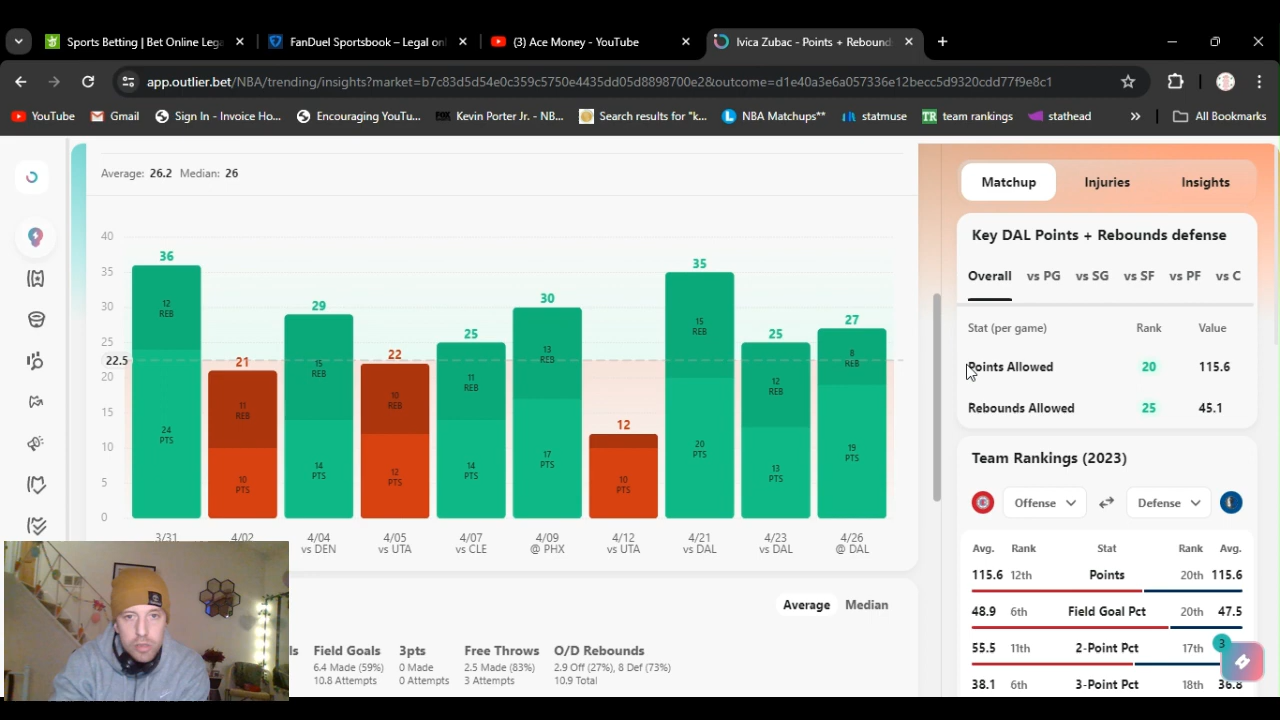 Sports Betting | Bet Online Lega
FanDuel Sportsbook – Legal onl
(3) Ace Money - YouTube
Ivica Zubac - Points + Rebound
app.outlier.bet/NBA/trending/insights?market=b7c83d5d54e0c359c5750e4435dd05d8898700e2&outcome=d1e40a3e6a057336e12becc5d9320cdd77f9e8c1
YouTube
Gmail
Sign In - Invoice Ho...
Encouraging YouTu...
FOX
Kevin Porter Jr. - NB...
Search results for "k...
NBA Matchups**
statmuse
TR
team rankings
stathead
All Bookmarks
Average: 26.2 Median: 26
40
35
30
25
22.5
20
15
10
5
0
36
12
REB
24
PTS
21
11
REB
10
PTS
29
15
REB
14
PTS
22
10
REB
12
PTS
25
11
REB
14
PTS
30
13
REB
17
PTS
12
10
PTS
35
15
REB
20
PTS
25
12
REB
13
PTS
27
8
REB
19
PTS
3/31
4/02
4/04
vs DEN
4/05
vs UTA
4/07
vs CLE
4/09
@ PHX
4/12
vs UTA
4/21
vs DAL
4/23
vs DAL
4/26
@ DAL
Average Median
ls
Field Goals
6.4 Made (59%)
10.8 Attempts
3pts
0 Made
0 Attempts
Free Throws
2.5 Made (83%)
3 Attempts
O/D Rebounds
2.9 Off (27%), 8 Def (73%)
10.9 Total
Matchup Injuries Insights
Key DAL Points + Rebounds defense
Overall vs PG vs SG vs SF vs PF vs C
Stat (per game) Rank Value
Points Allowed 20 115.6
Rebounds Allowed 25 45.1
Team Rankings (2023)
Offense Defense
Avg. Rank Stat Rank Avg.
115.6 12th Points 20th 115.6
48.9 6th Field Goal Pct 20th 47.5
55.5 11th 2-Point Pct 17th
38.1 6th 3-Point Pct 18th 36.8
3